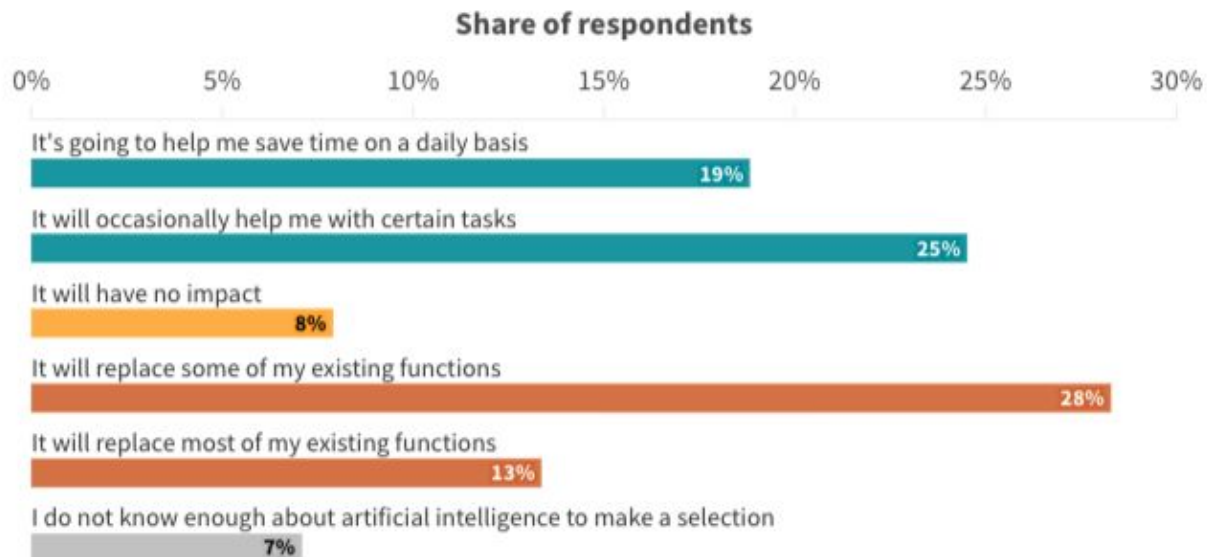 Share of respondents
0% 5% 10% 15% 20% 25% 30%
It's going to help me save time on a daily basis
19%
It will occasionally help me with certain tasks
25%
It will have no impact
8%
It will replace some of my existing functions
28%
It will replace most of my existing functions
13%
I do not know enough about artificial intelligence to make a selection
7%